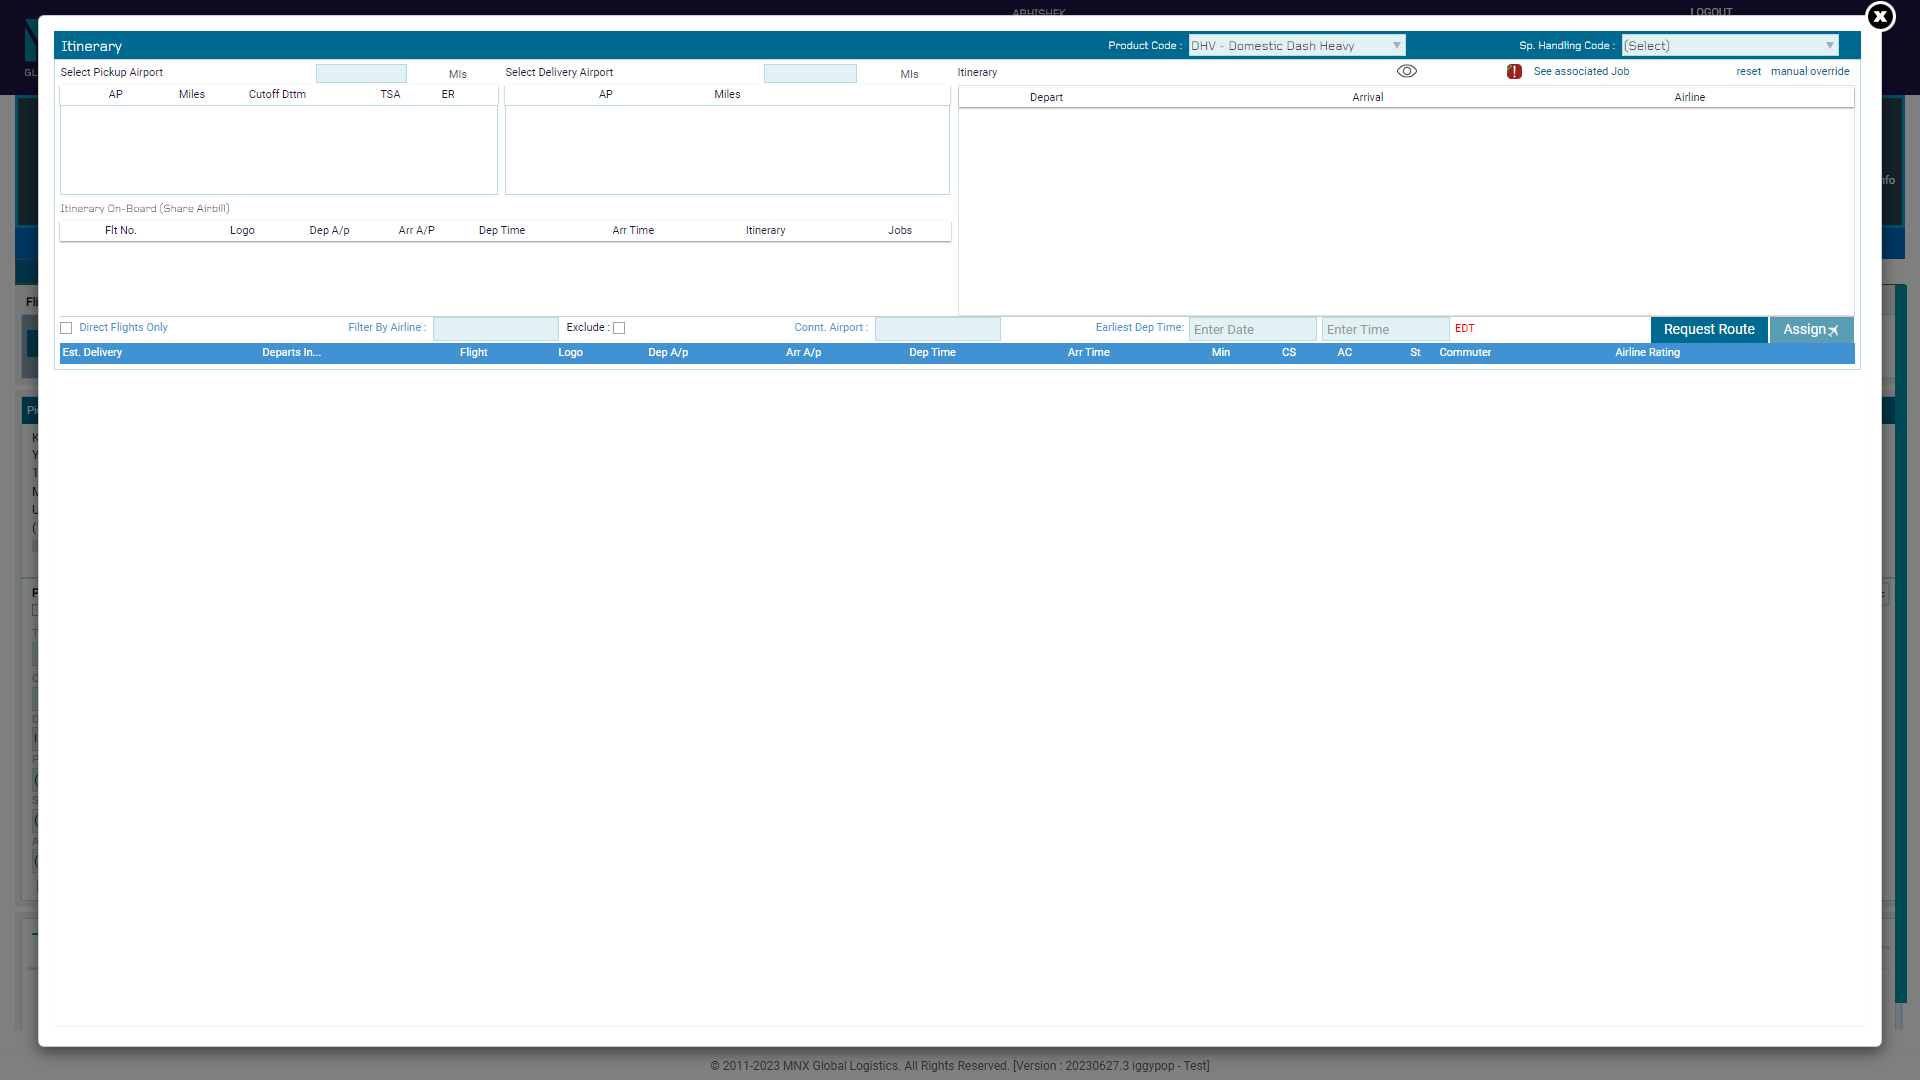 ABHISHEK
LOGOUT
Itinerary
Product Code : DHV - Domestic Dash Heavy
Sp. Handling Code : (Select)
Select Pickup Airport Mls
Select Delivery Airport Mls
Itinerary
See associated Job
reset manual override
AP Miles Cutoff Dttm TSA ER
AP Miles
Depart Arrival Airline
Itinerary On-Board (Share Airbill)
Flt No. Logo Dep A/p Arr A/P Dep Time Arr Time Itinerary Jobs
Direct Flights Only
Filter By Airline :
Exclude :
Connt. Airport :
Earliest Dep Time: Enter Date Enter Time EDT
Request Route
Assign
Est. Delivery Departs In... Flight Logo Dep A/p Arr A/p Dep Time Arr Time Min CS AC St Commuter Airline Rating
© 2011-2023 MNX Global Logistics. All Rights Reserved. [Version : 20230627.3 iggypop - Test]